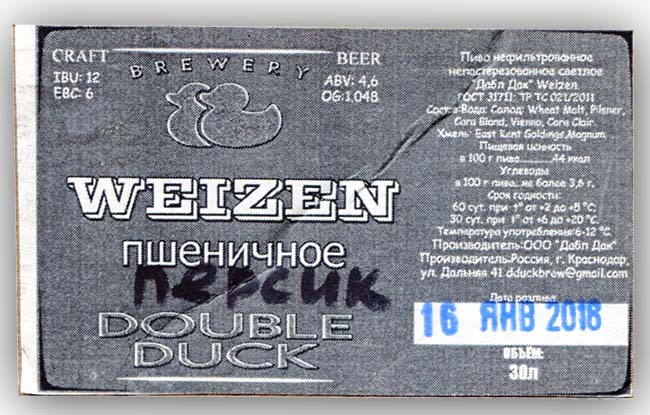 CRAFT BEER
BREWERY
IBU: 12
EBC: 6
ABV: 4,6
OG:1.048
WEIZEN
пшеничное
персик
DOUBLE
DUCK
Пиво нефильтрованное
непастеризованное светлое
"Дабл Дак" Weizen.
ГОСТ 31711; ТР ТС 021/2011
Состав:Вода; Солод: Wheat Malt, Pilsner,
Cara Blond, Vienna, Cara Clair
Хмель: East Kent Goldings,Magnum.
Пищевая ценность
в 100 г пива............44 ккал
Углеводы
в 100 г пива...не более 3,6 г.
Срок годности:
60 сут. при t° от +2 до +5 °С;
30 сут. при t° от +6 до +20 °С.
Температура употребления:6-12 °С.
Производитель:ООО "Дабл Дак"
Производитель:Россия, г. Краснодар,
ул. Дальняя 41 dduckbrew@gmail.com
Дата розлива:
16 ЯНВ 2018
ОБЪЁМ:
30л